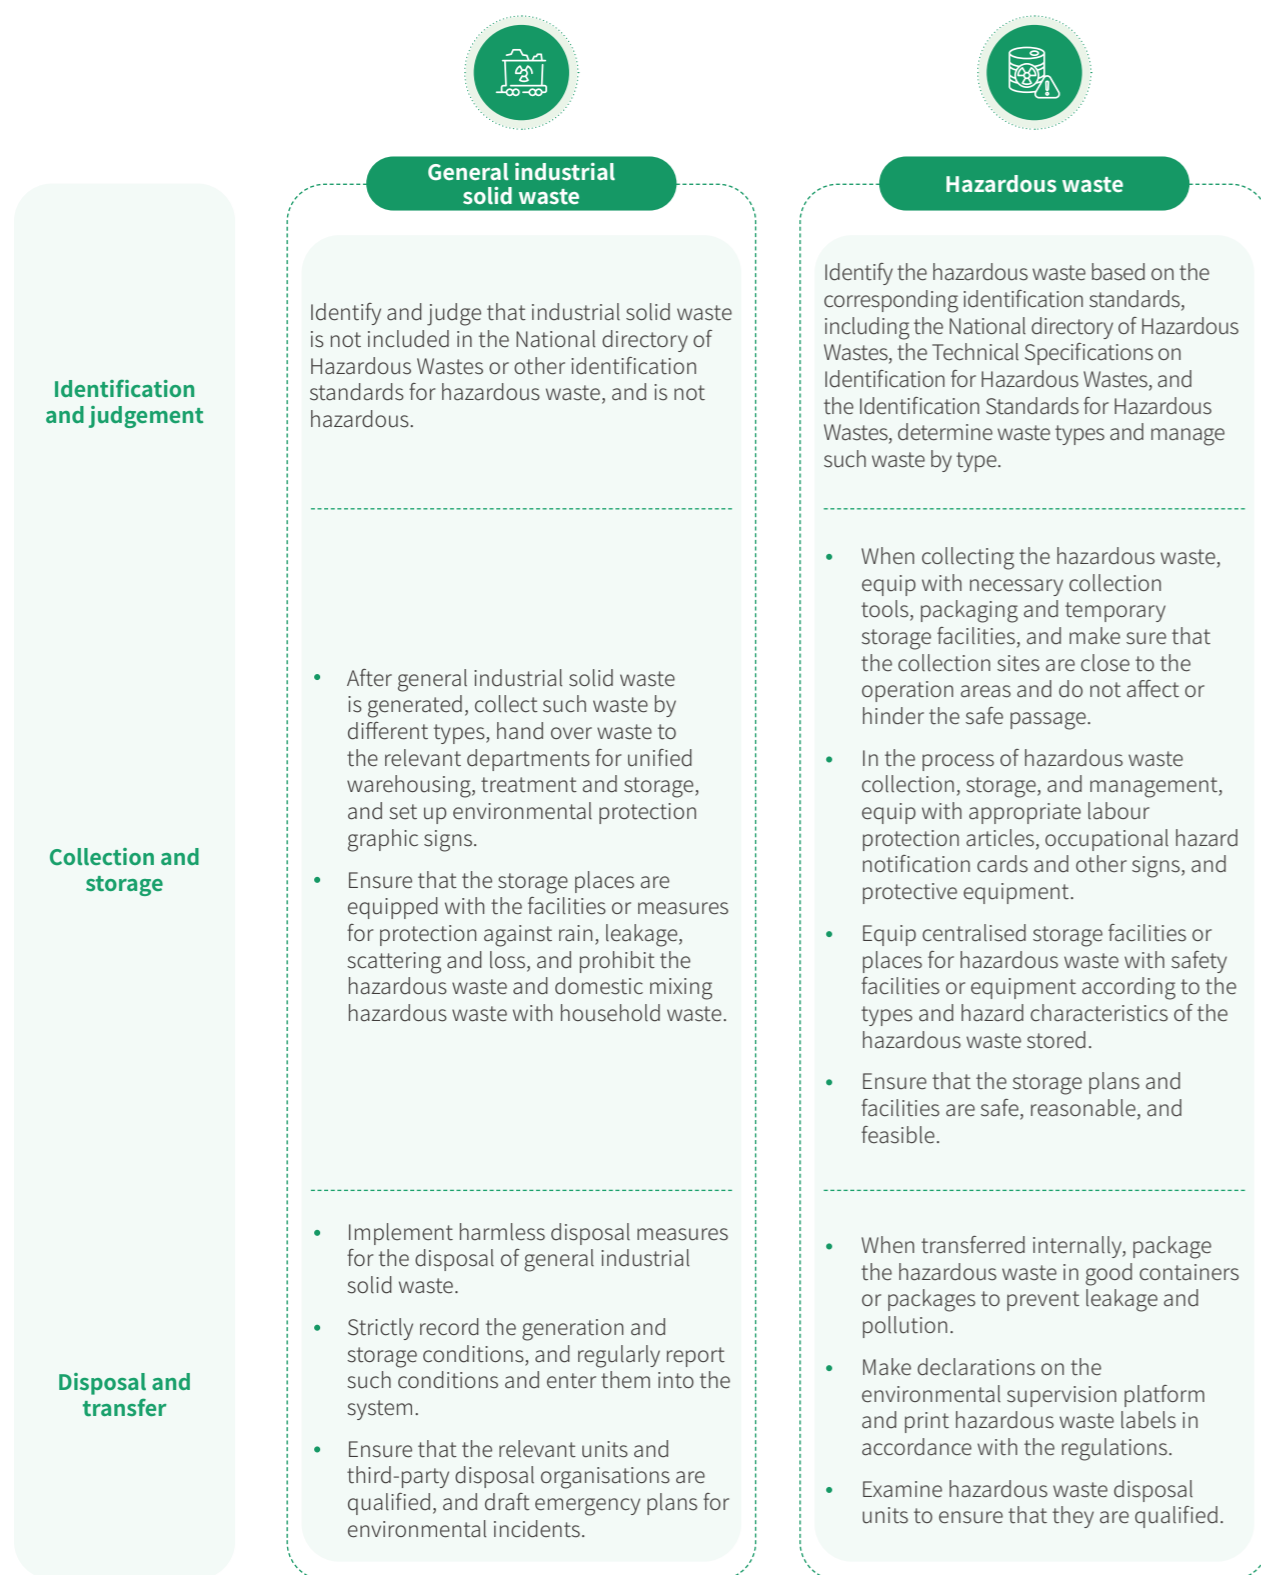 General industrial
solid waste
Hazardous waste
Identification
and judgement
Identify and judge that industrial solid waste
is not included in the National directory of
Hazardous Wastes or other identification
standards for hazardous waste, and is not
hazardous.
Identify the hazardous waste based on the
corresponding identification standards,
including the National directory of Hazardous
Wastes, the Technical Specifications on
Identification for Hazardous Wastes, and
the Identification Standards for Hazardous
Wastes, determine waste types and manage
such waste by type.
Collection and
storage
• After general industrial solid waste
is generated, collect such waste by
different types, hand over waste to
the relevant departments for unified
warehousing, treatment and storage,
and set up environmental protection
graphic signs.
• Ensure that the storage places are
equipped with the facilities or measures
for protection against rain, leakage,
scattering and loss, and prohibit the
hazardous waste and domestic mixing
hazardous waste with household waste.
• When collecting the hazardous waste,
equip with necessary collection
tools, packaging and temporary
storage facilities, and make sure that
the collection sites are close to the
operation areas and do not affect or
hinder the safe passage.
• In the process of hazardous waste
collection, storage, and management,
equip with appropriate labour
protection articles, occupational hazard
notification cards and other signs, and
protective equipment.
• Equip centralised storage facilities or
places for hazardous waste with safety
facilities or equipment according to the
types and hazard characteristics of the
hazardous waste stored.
• Ensure that the storage plans and
facilities are safe, reasonable, and
feasible.
Disposal and
transfer
• Implement harmless disposal measures
for the disposal of general industrial
solid waste.
• Strictly record the generation and
storage conditions, and regularly report
such conditions and enter them into the
system.
• Ensure that the relevant units and
third-party disposal organisations are
qualified, and draft emergency plans for
environmental incidents.
• When transferred internally, package
the hazardous waste in good containers
or packages to prevent leakage and
pollution.
• Make declarations on the
environmental supervision platform
and print hazardous waste labels in
accordance with the regulations.
• Examine hazardous waste disposal
units to ensure that they are qualified.